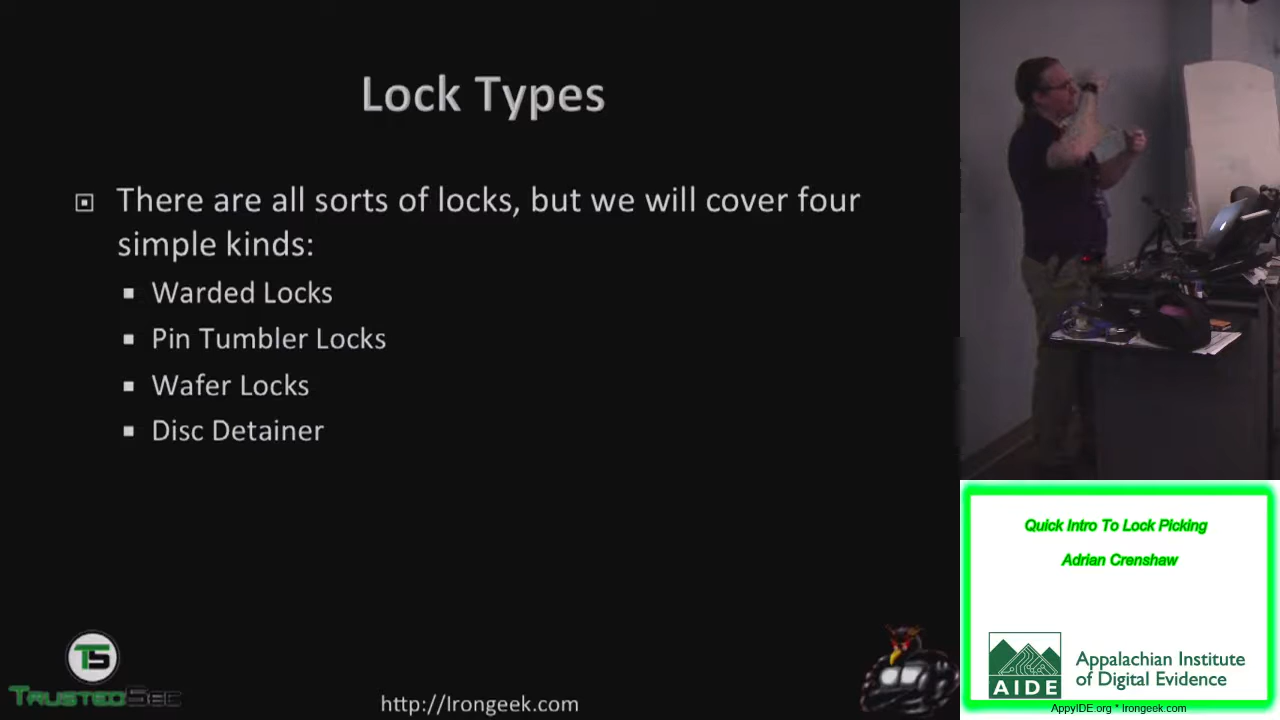 Lock Types
There are all sorts of locks, but we will cover four
simple kinds:
Warded Locks
Pin Tumbler Locks
Wafer Locks
Disc Detainer
TS
TrustedSec
http://Irongeek.com
Quick Intro To Lock Picking
Adrian Crenshaw
AIDE
Appalachian Institute
of Digital Evidence
AppyIDE.org * Irongeek.com